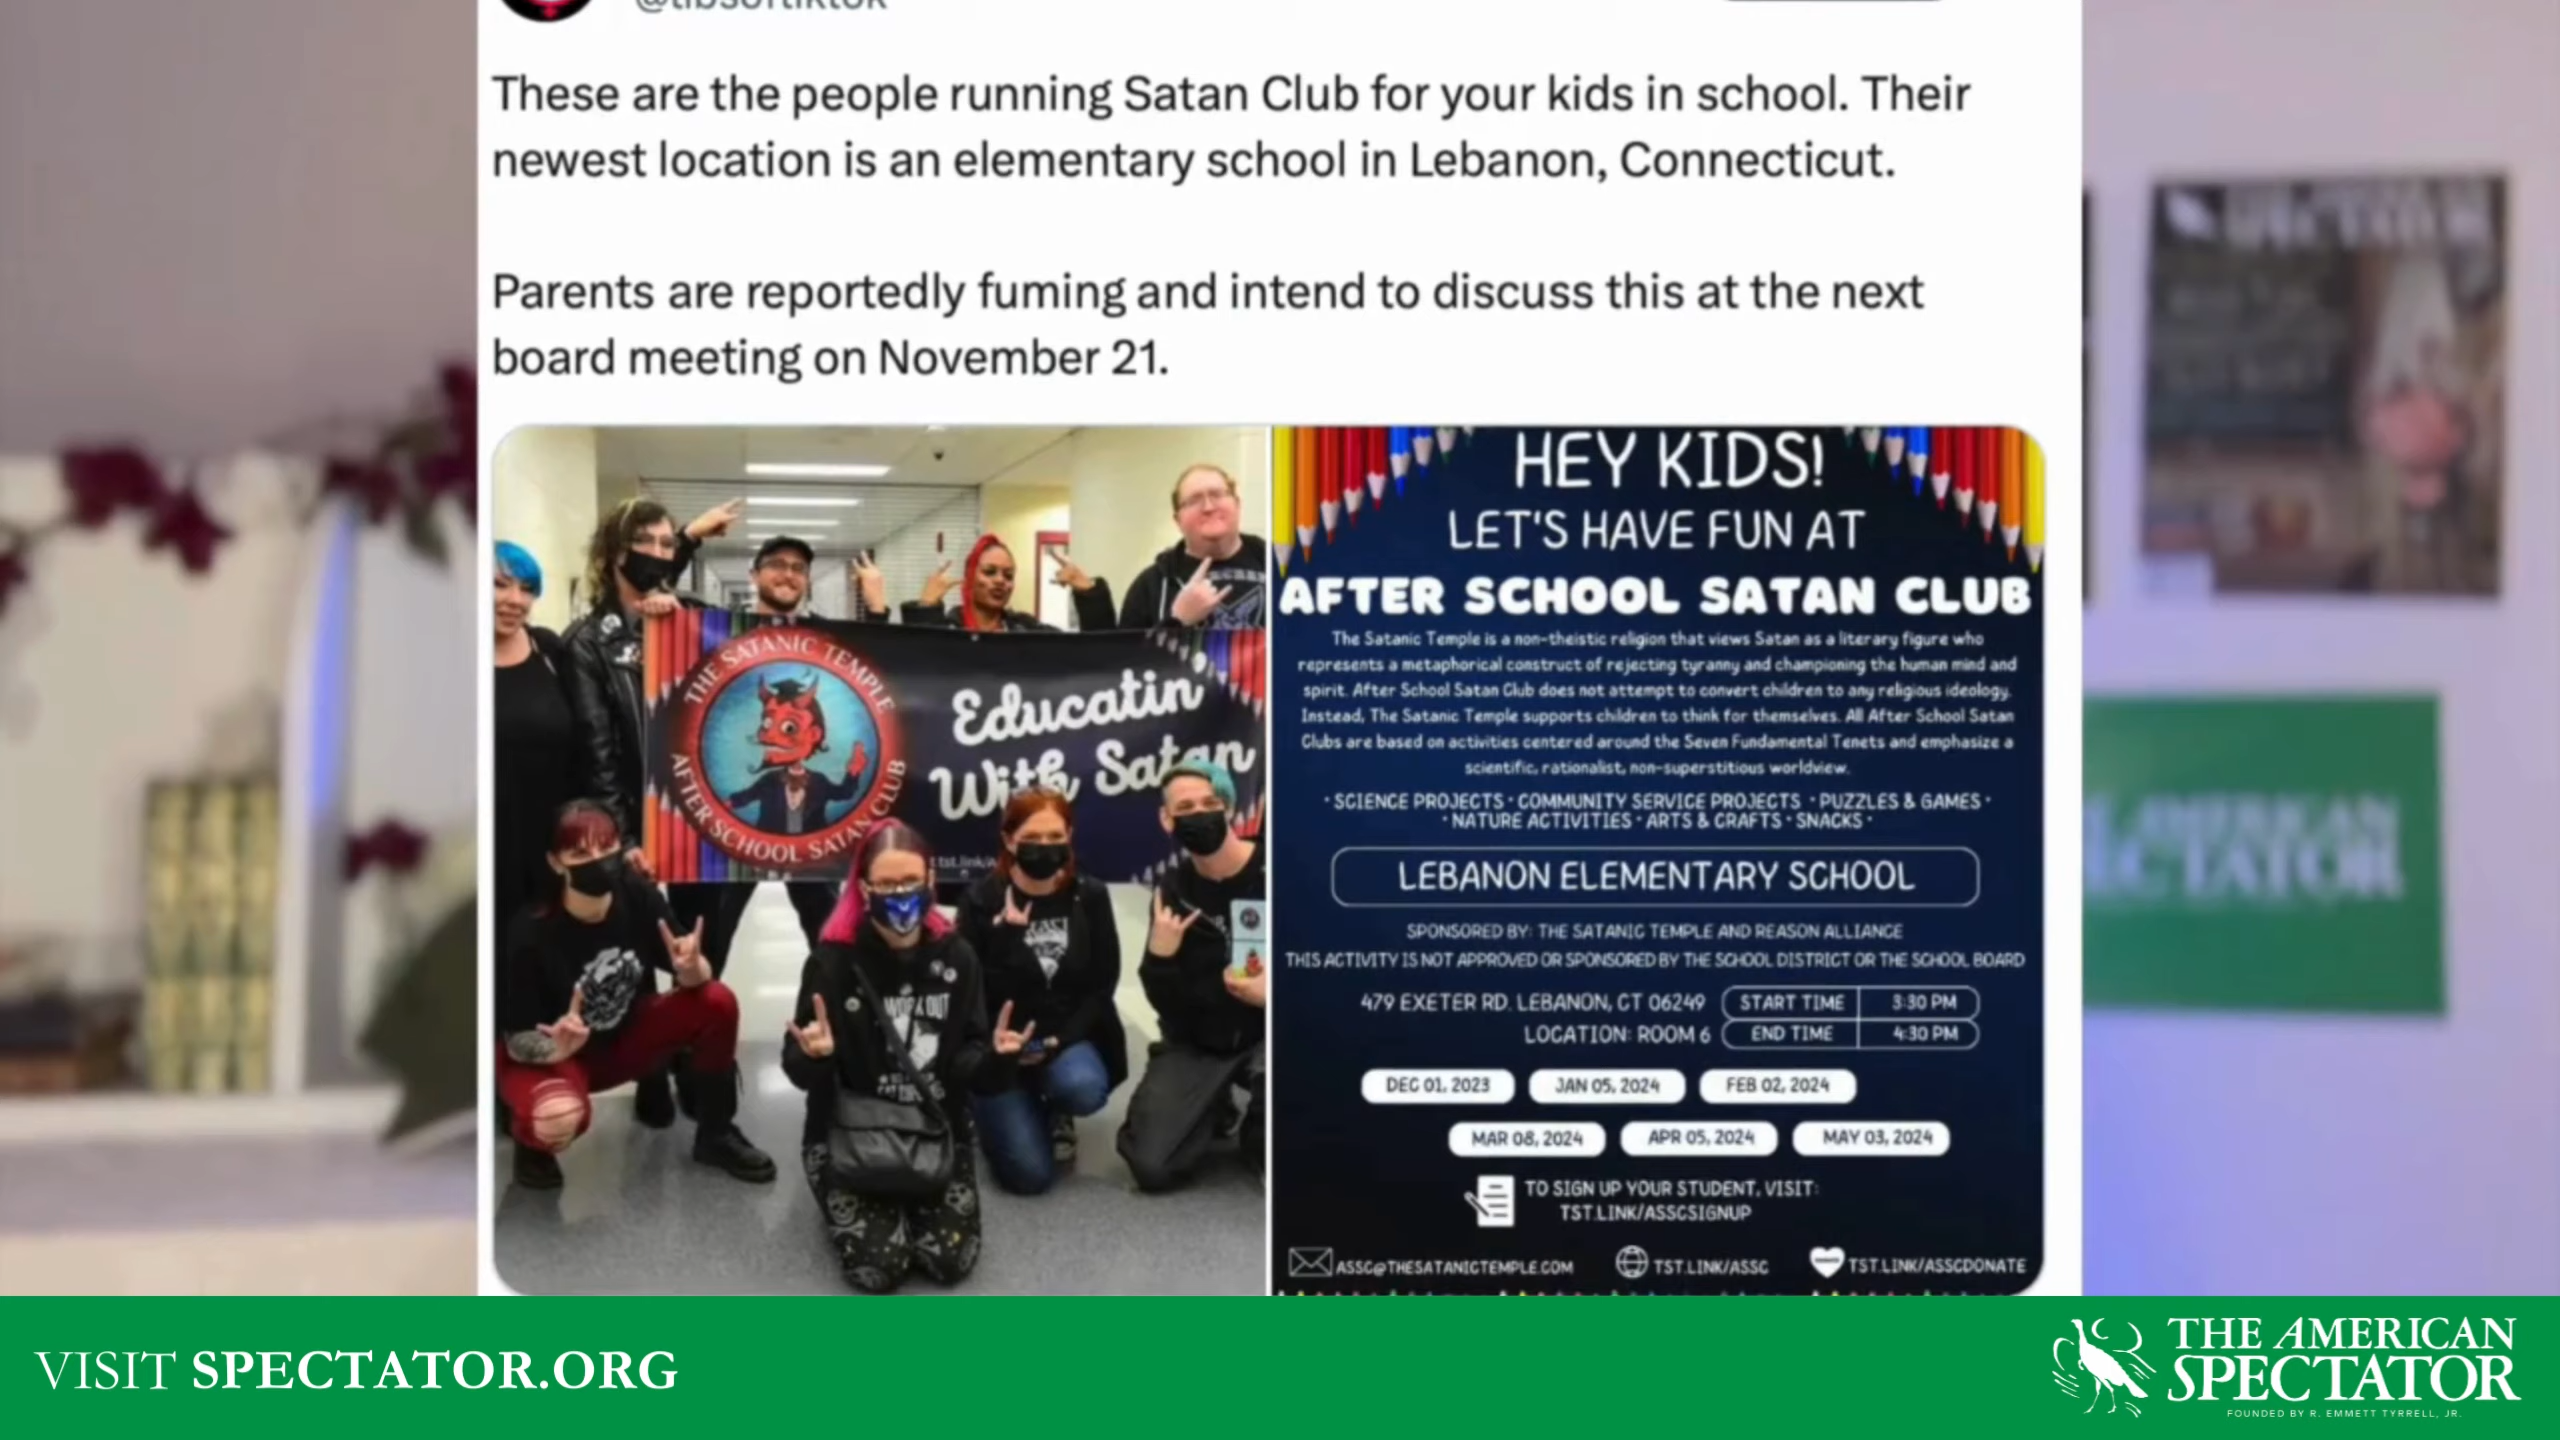 These are the people running Satan Club for your kids in school. Their
newest location is an elementary school in Lebanon, Connecticut.
Parents are reportedly fuming and intend to discuss this at the next
board meeting on November 21.
THE SATANIC TEMPLE
AFTER SCHOOL SATAN CLUB
Educatin'
With Satan
HEY KIDS!
LET'S HAVE FUN AT
AFTER SCHOOL SATAN CLUB
The Satanic Temple is a non-theistic religion that views Satan as a literary figure who
represents a metaphorical construct of rejecting tyranny and championing the human mind and
spirit. After School Satan Club does not attempt to convert children to any religious ideology.
Instead, The Satanic Temple supports children to think for themselves. All After School Satan
Clubs are based on activities centered around the Seven Fundamental Tenets and emphasize a
scientific, rationalist, non-superstitious worldview.
• SCIENCE PROJECTS • COMMUNITY SERVICE PROJECTS • PUZZLES & GAMES •
• NATURE ACTIVITIES • ARTS & CRAFTS • SNACKS •
LEBANON ELEMENTARY SCHOOL
SPONSORED BY: THE SATANIC TEMPLE AND REASON ALLIANCE
THIS ACTIVITY IS NOT APPROVED OR SPONSORED BY THE SCHOOL DISTRICT OR THE SCHOOL BOARD
479 EXETER RD. LEBANON, CT 06249
START TIME 3:30 PM
LOCATION: ROOM 6
END TIME 4:30 PM
DEC 01, 2023 JAN 05, 2024 FEB 02, 2024
MAR 08, 2024 APR 05, 2024 MAY 03, 2024
TO SIGN UP YOUR STUDENT, VISIT:
TST.LINK/ASSCSIGNUP
ASSC@THESATANICTEMPLE.COM TST.LINK/ASSC TST.LINK/ASSCDONATE
VISIT SPECTATOR.ORG
THE AMERICAN
SPECTATOR
FOUNDED BY R. EMMETT TYRRELL, JR.